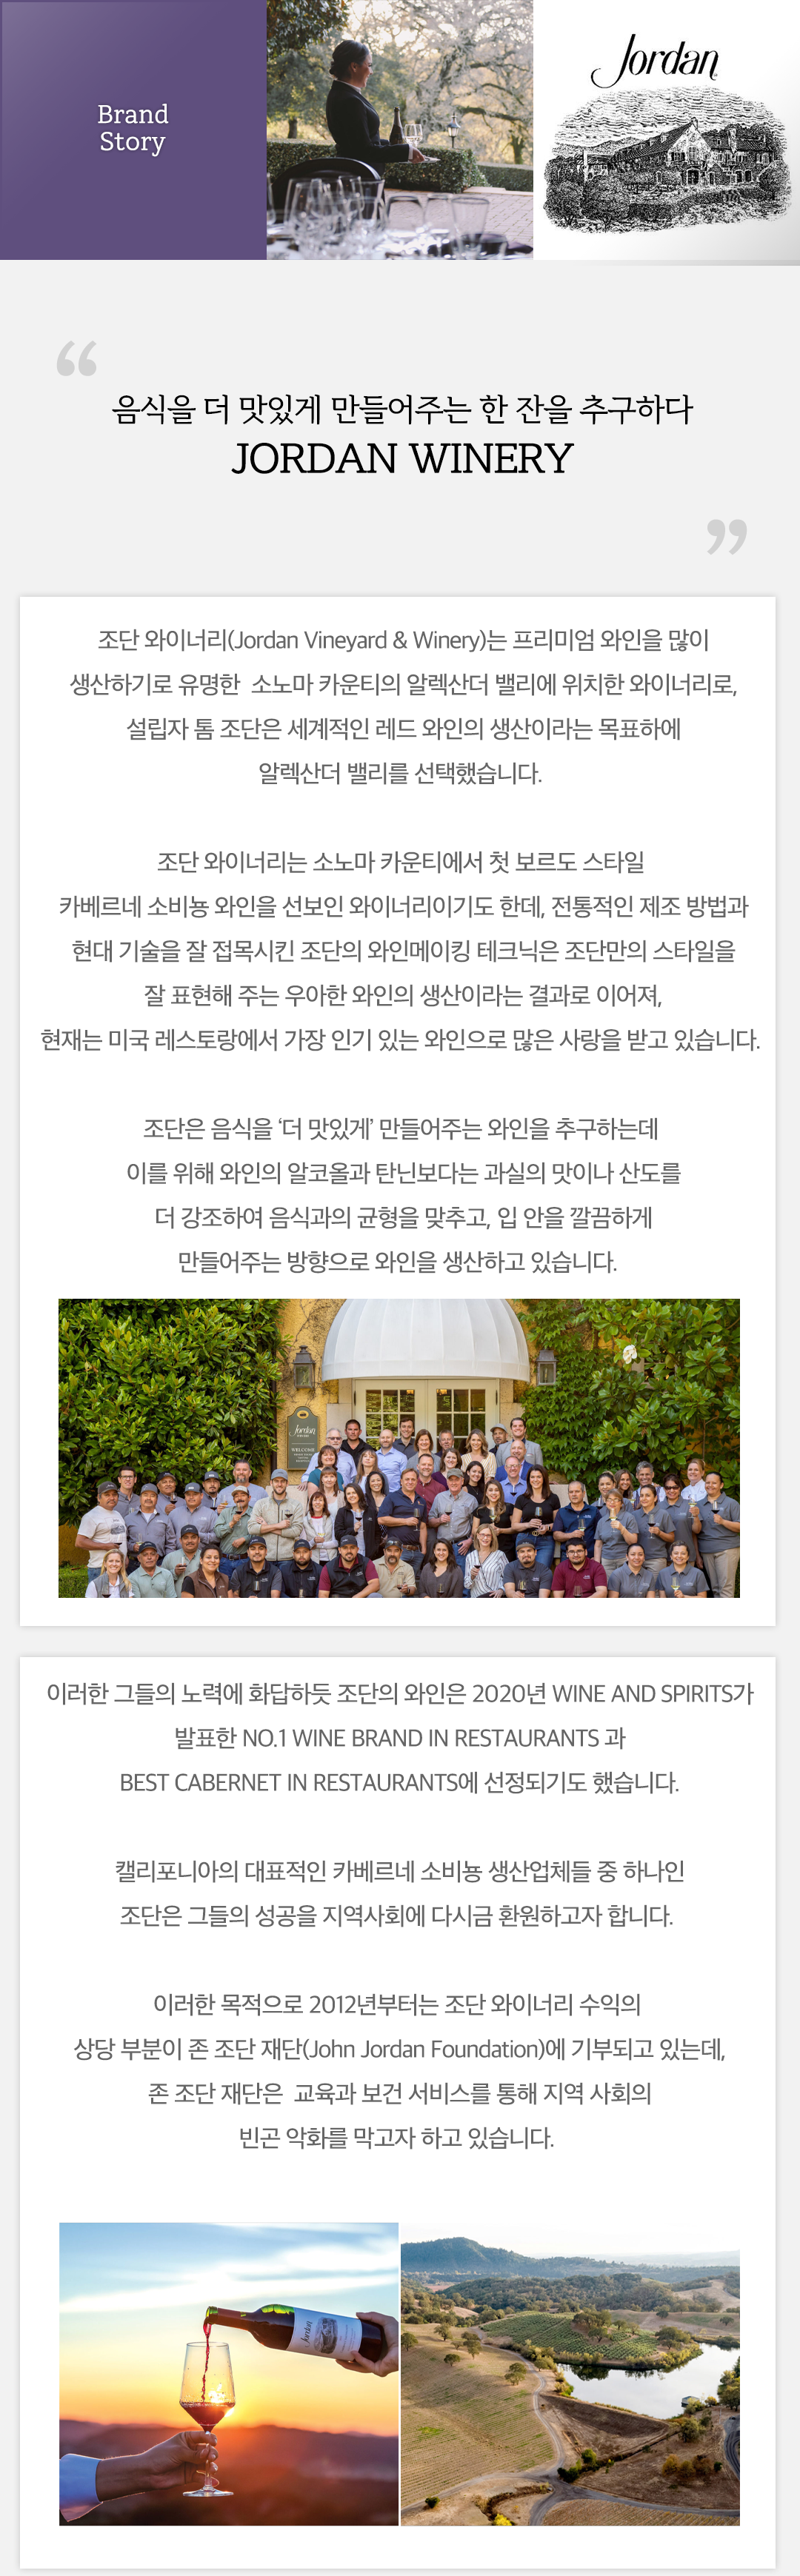 Brand
Story
Jordan
“
음식을 더 맛있게 만들어주는 한 잔을 추구하다
JORDAN WINERY
”
조단 와이너리(Jordan Vineyard & Winery)는 프리미엄 와인을 많이
생산하기로 유명한 소노마 카운티의 알렉산더 밸리에 위치한 와이너리로,
설립자 톰 조단은 세계적인 레드 와인의 생산이라는 목표하에
알렉산더 밸리를 선택했습니다.
조단 와이너리는 소노마 카운티에서 첫 보르도 스타일
카베르네 소비뇽 와인을 선보인 와이너리이기도 한데, 전통적인 제조 방법과
현대 기술을 잘 접목시킨 조단의 와인메이킹 테크닉은 조단만의 스타일을
잘 표현해 주는 우아한 와인의 생산이라는 결과로 이어져,
현재는 미국 레스토랑에서 가장 인기 있는 와인으로 많은 사랑을 받고 있습니다.
조단은 음식을 ‘더 맛있게’ 만들어주는 와인을 추구하는데
이를 위해 와인의 알코올과 탄닌보다는 과실의 맛이나 산도를
더 강조하여 음식과의 균형을 맞추고, 입 안을 깔끔하게
만들어주는 방향으로 와인을 생산하고 있습니다.
Jordan
WELCOME
이러한 그들의 노력에 화답하듯 조단의 와인은 2020년 WINE AND SPIRITS가
발표한 NO.1 WINE BRAND IN RESTAURANTS 과
BEST CABERNET IN RESTAURANTS에 선정되기도 했습니다.
캘리포니아의 대표적인 카베르네 소비뇽 생산업체들 중 하나인
조단은 그들의 성공을 지역사회에 다시금 환원하고자 합니다.
이러한 목적으로 2012년부터는 조단 와이너리 수익의
상당 부분이 존 조단 재단(John Jordan Foundation)에 기부되고 있는데,
존 조단 재단은 교육과 보건 서비스를 통해 지역 사회의
빈곤 악화를 막고자 하고 있습니다.
Jordan